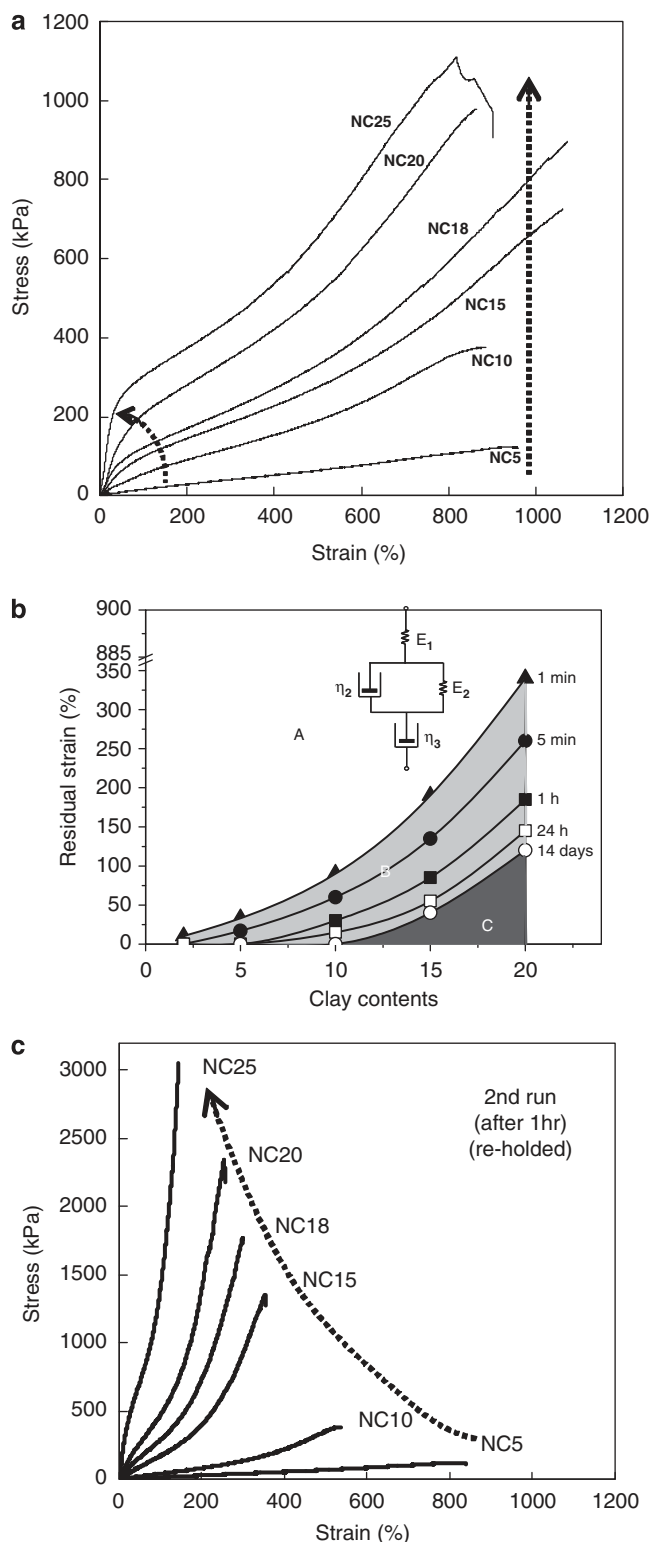 a
1200
1000
800
600
400
200
0
Stress (kPa)
NC25
NC20
NC18
NC15
NC10
NC5
0 200 400 600 800 1000 1200
Strain (%)
b
900
885
350
300
250
200
150
100
50
0
Residual strain (%)
A
E1
η2
E2
η3
1 min
5 min
1 h
24 h
14 days
B
C
0 5 10 15 20
Clay contents
c
3000
2500
2000
1500
1000
500
0
Stress (kPa)
NC25
NC20
NC18
NC15
NC10
NC5
2nd run
(after 1hr)
(re-holded)
0 200 400 600 800 1000 1200
Strain (%)